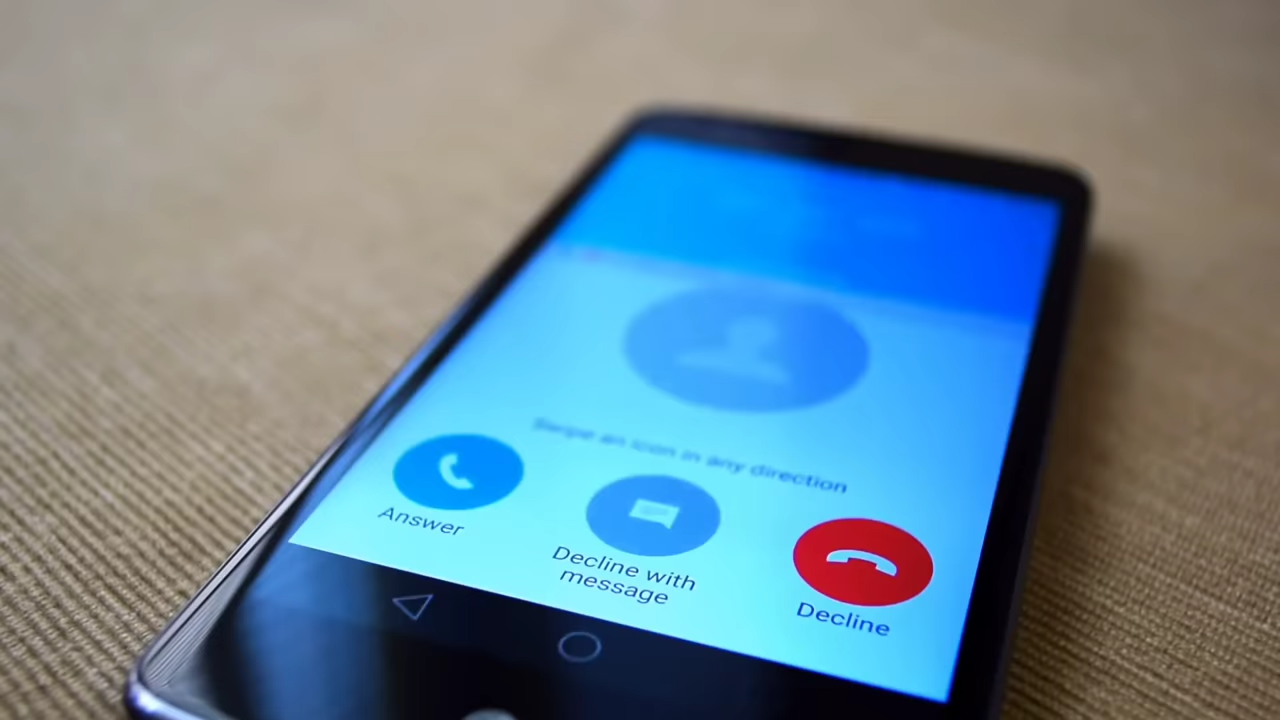 Swipe an icon in any direction
Answer
Decline with
message
Decline